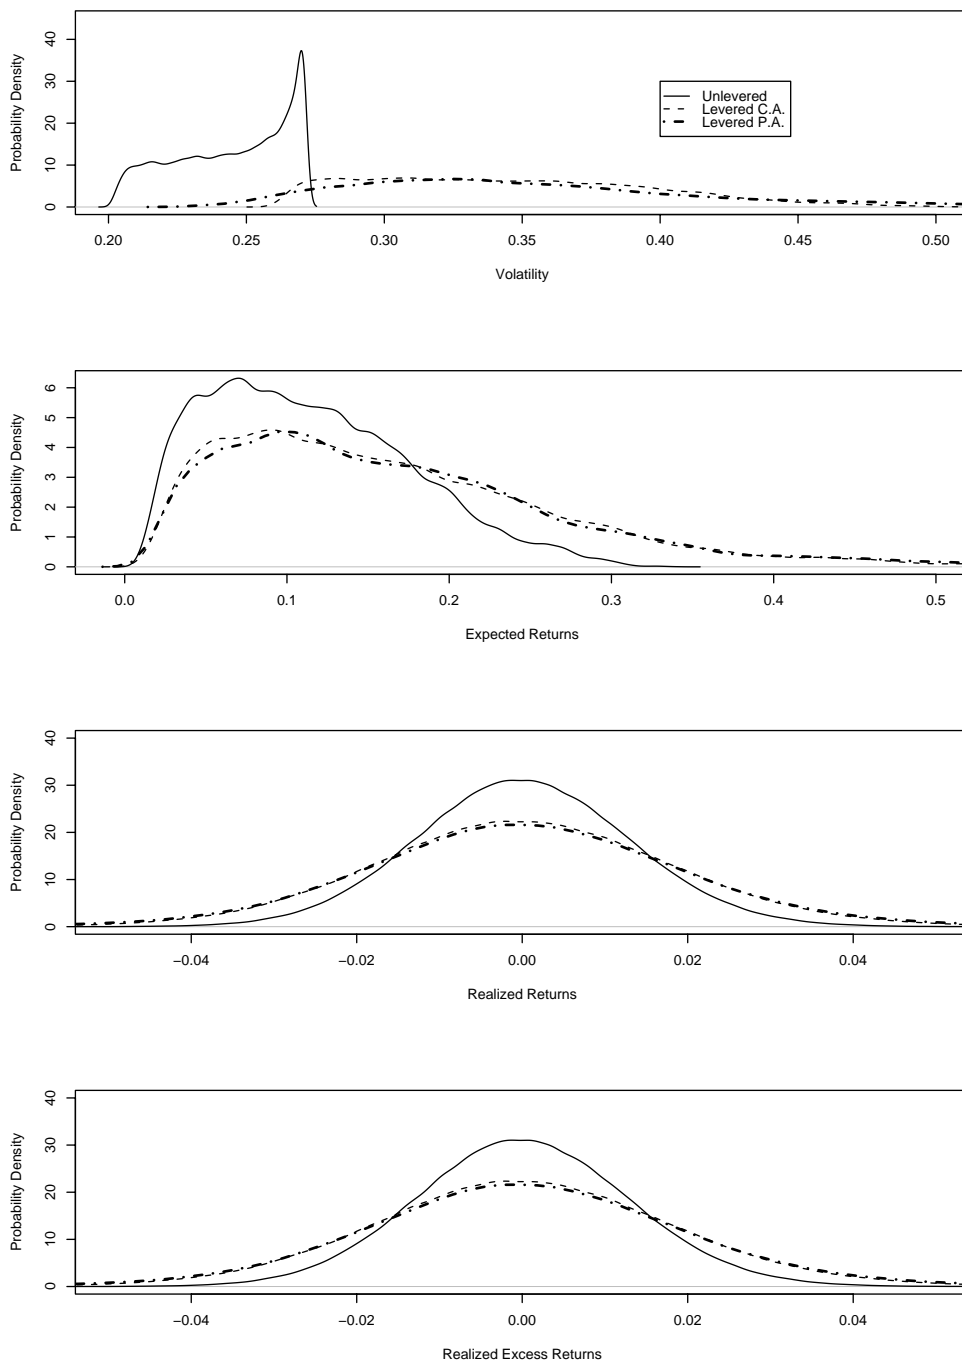 Probability Density
40
30
20
10
0
Unlevered
Levered C.A.
Levered P.A.
0.20 0.25 0.30 0.35 0.40 0.45 0.50
Volatility
Probability Density
6
5
4
3
2
1
0
0.0 0.1 0.2 0.3 0.4 0.5
Expected Returns
Probability Density
40
30
20
10
0
−0.04 −0.02 0.00 0.02 0.04
Realized Returns
Probability Density
40
30
20
10
0
−0.04 −0.02 0.00 0.02 0.04
Realized Excess Returns